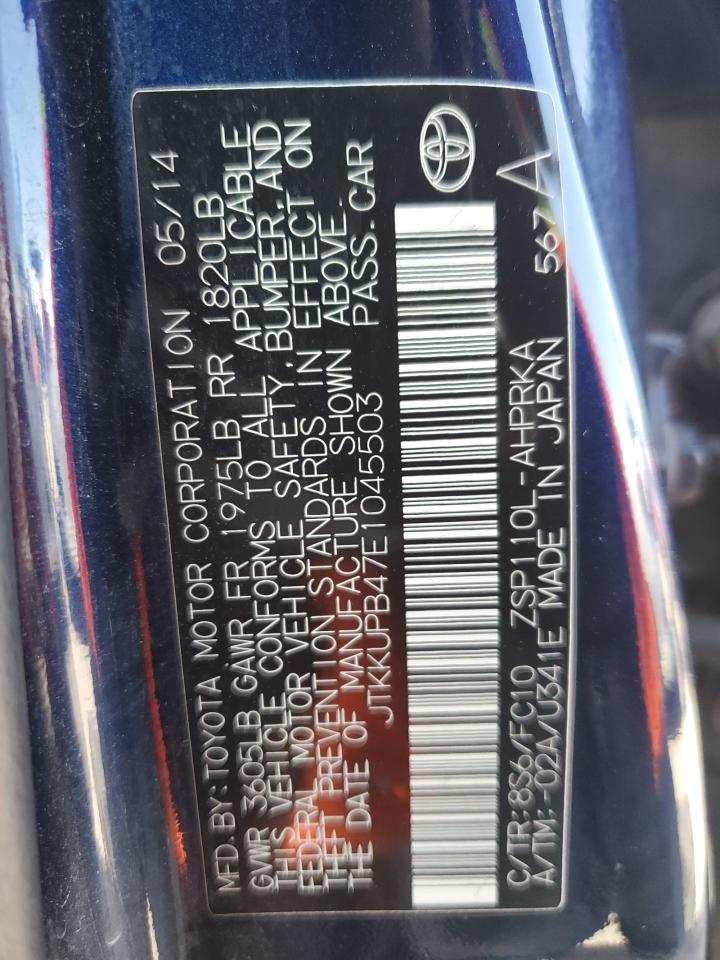 MFD.BY:TOYOTA MOTOR CORPORATION 05/14
GVWR 3605LB GAWR FR 1975LB RR 1820LB
THIS VEHICLE CONFORMS TO ALL APPLICABLE
FEDERAL MOTOR VEHICLE SAFETY,BUMPER,AND
THEFT PREVENTION STANDARDS IN EFFECT ON
THE DATE OF MANUFACTURE SHOWN ABOVE.
JTKKUPB47E1045503 PASS.CAR
C/TR:8S6/FC10 ZSP110L-AHPRKA 567 A
A/TM:-02A/U341E MADE IN JAPAN